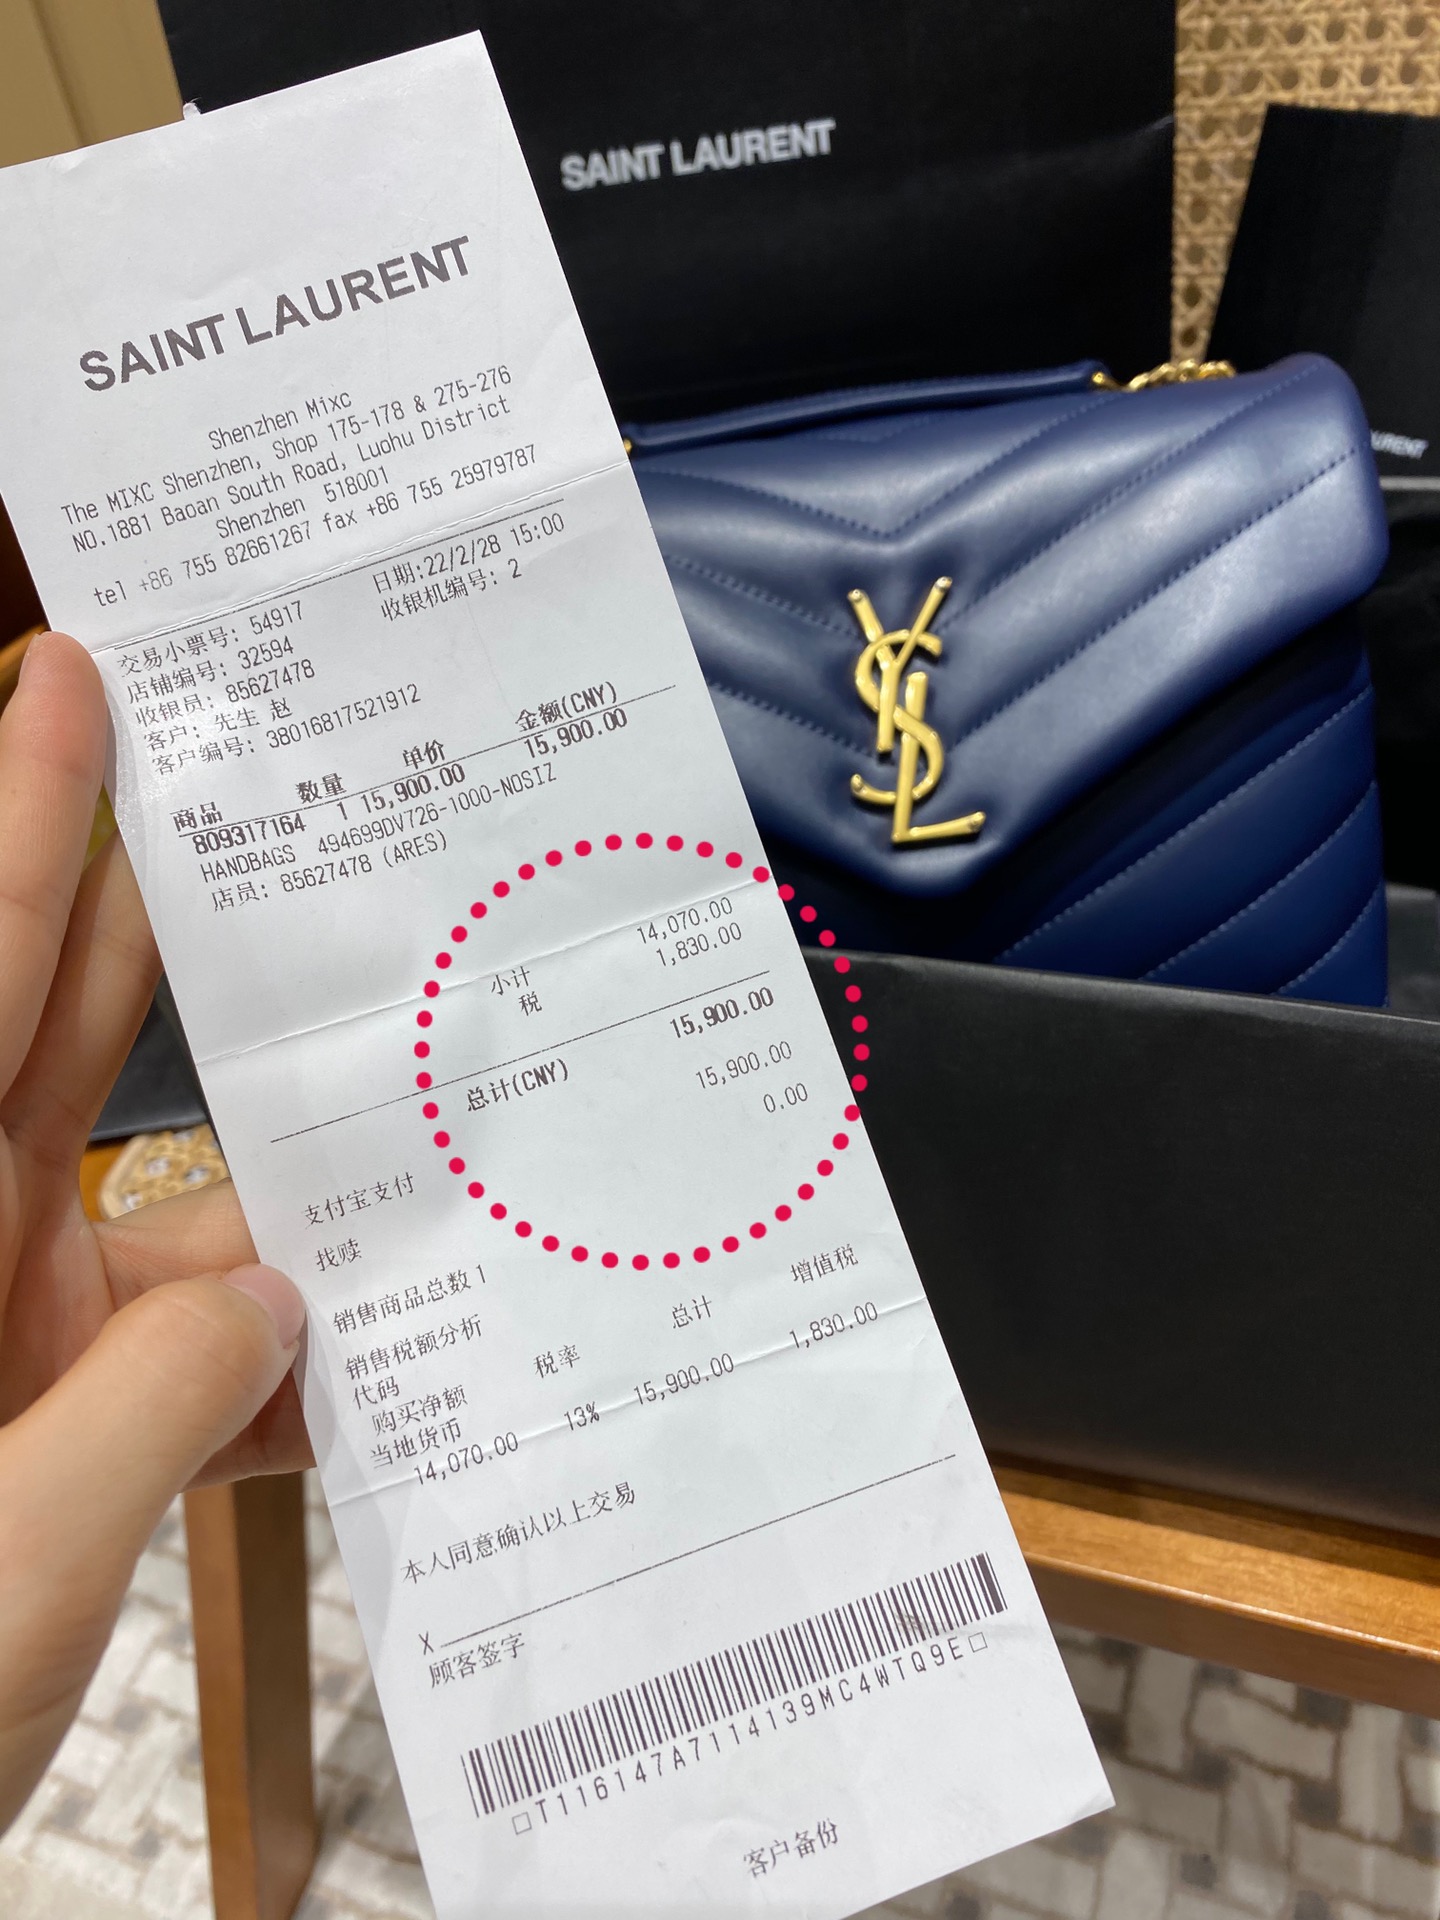 SAINT LAURENT
Shenzhen Mixc
The MIXC Shenzhen, Shop 175-178 & 275-276
NO.1881 Baoan South Road, Luohu District
Shenzhen 518001
tel +86 755 82661267 fax +86 755 25979787
日期:22/2/28 15:00
交易小票号: 54917 收银机编号: 2
店铺编号: 32594
收银员: 85627478
客户: 先生 赵
客户编号: 38016817521912
商品 数量 单价 金额(CNY)
809317164 1 15,900.00 15,900.00
HANDBAGS 494699DV726-1000-NOSIZ
店员: 85627478 (ARES)
小计 14,070.00
税 1,830.00
总计(CNY) 15,900.00
支付宝支付 15,900.00
找赎 0.00
销售商品总数 1
销售税额分析
代码 税率 总计 增值税
购买净额
当地货币
14,070.00 13% 15,900.00 1,830.00
本人同意确认以上交易
X
顾客签字
T116147A7114139MC4WTQ9E
客户备份
SAINT LAURENT
YSL
URENT